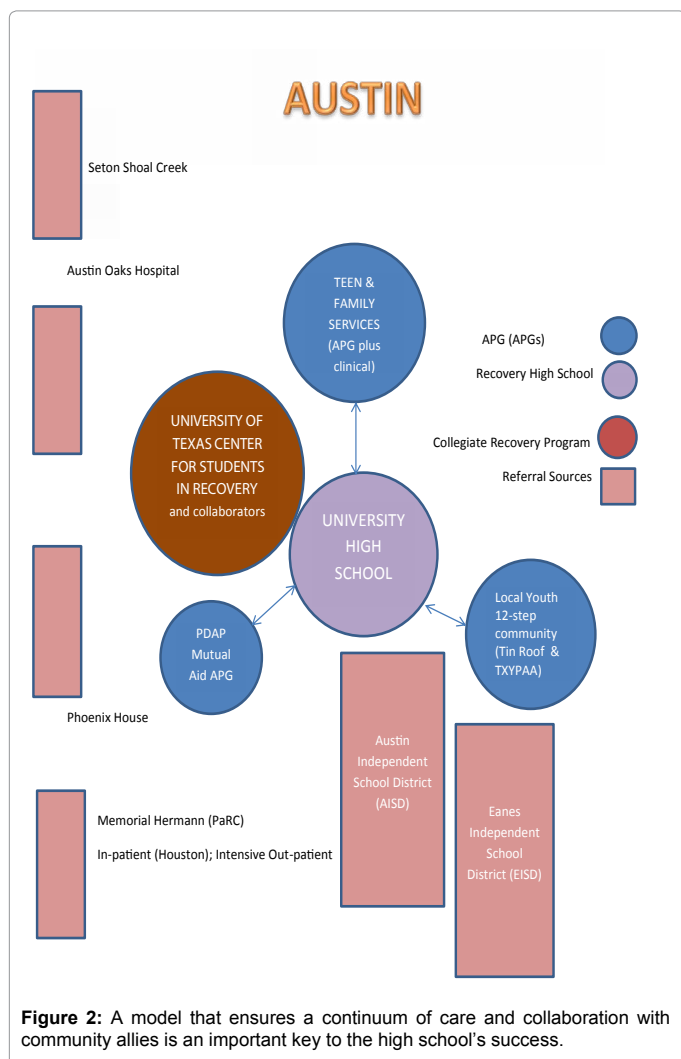 AUSTIN
Seton Shoal Creek
Austin Oaks Hospital
TEEN &
FAMILY
SERVICES
(APG plus
clinical)
APG (APGs)
Recovery High School
Collegiate Recovery Program
Referral Sources
UNIVERSITY OF
TEXAS CENTER
FOR STUDENTS
IN RECOVERY
and collaborators
UNIVERSITY
HIGH
SCHOOL
PDAP
Mutual
Aid APG
Local Youth
12-step
community
(Tin Roof &
TXYPAA)
Phoenix House
Austin
Independent
School District
(AISD)
Eanes
Independent
School
District (EISD)
Memorial Hermann (PaRC)
In-patient (Houston); Intensive Out-patient
Figure 2: A model that ensures a continuum of care and collaboration with
community allies is an important key to the high school's success.